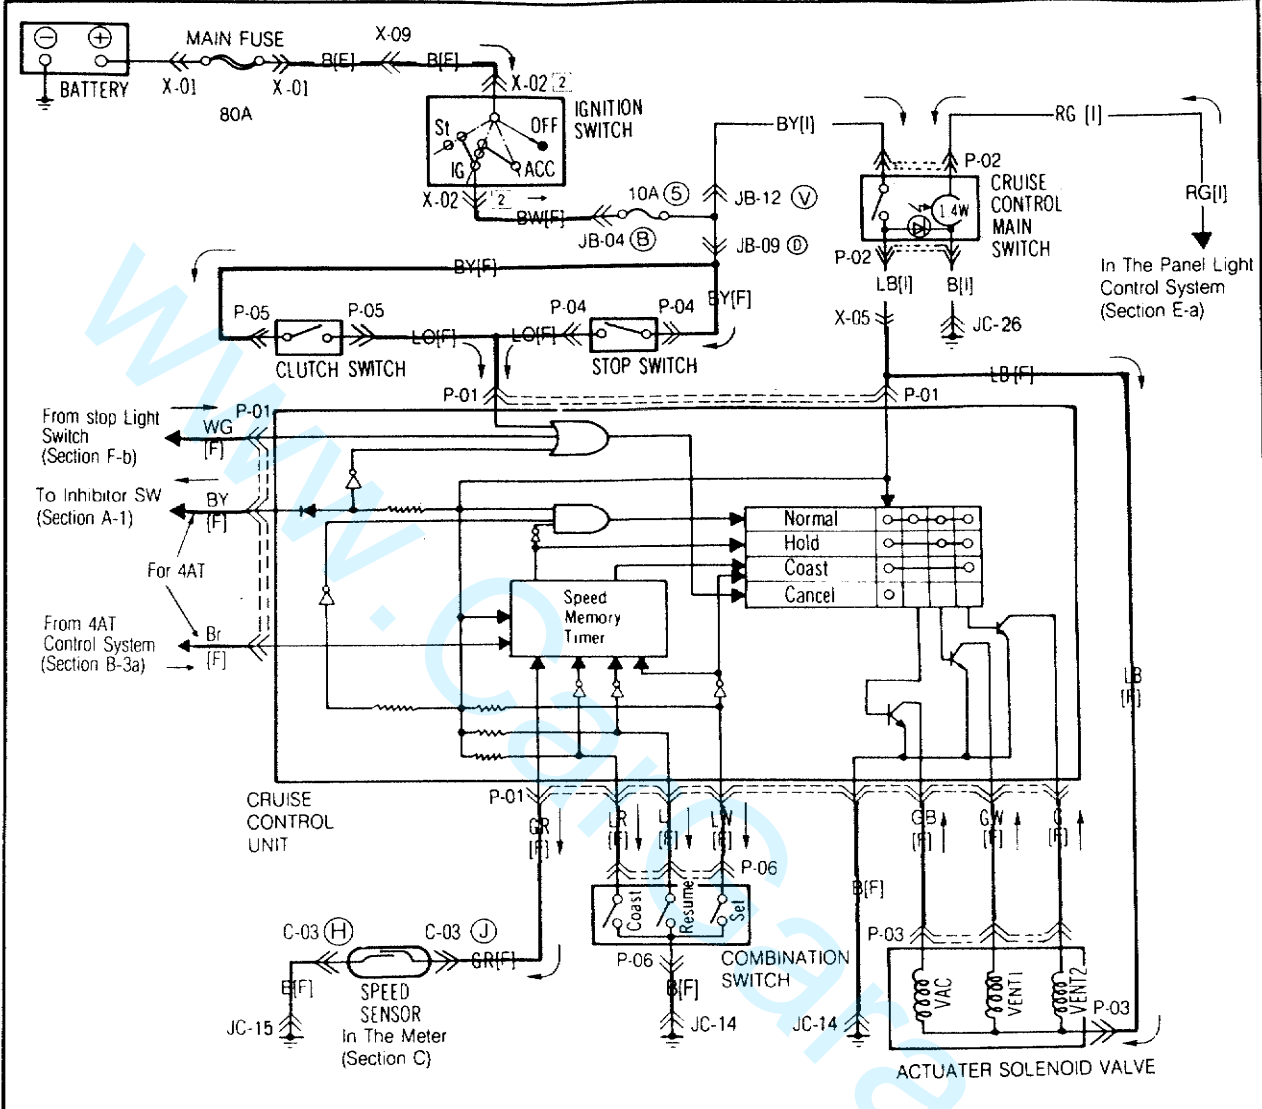 BATTERY
X-01
MAIN FUSE
80A
X-01
B[F]
X-09
B[F]
X-02 2
IGNITION
SWITCH
St
OFF
IG
ACC
X-02 2
BW[F]
JB-04 B
10A 5
JB-12 V
JB-09 D
BY[I]
RG [I]
P-02
CRUISE
CONTROL
MAIN
SWITCH
1.4W
RG[I]
In The Panel Light
Control System
(Section E-a)
P-02
LB[I]
B[I]
X-05
JC-26
BY[F]
BY[F]
P-05
P-05
CLUTCH SWITCH
LO[F]
LO[F]
P-04
P-04
STOP SWITCH
P-01
P-01
LB[F]
From stop Light
Switch
(Section F-b)
P-01
WG
[F]
To Inhibitor SW
(Section A-1)
BY
[F]
For 4AT
From 4AT
Control System
(Section B-3a)
Br
[F]
Normal
Hold
Coast
Cancel
Speed
Memory
Timer
LB
[F]
CRUISE
CONTROL
UNIT
P-01
GR
[F]
LR
[F]
L
[F]
LW
[F]
P-06
Coast
Resume
Set
COMBINATION
SWITCH
P-06
B[F]
JC-14
B[F]
JC-14
GB
[F]
GW
[F]
G
[F]
P-03
VAC
VENT1
VENT2
P-03
ACTUATER SOLENOID VALVE
C-03 H
C-03 J
GR[F]
B[F]
JC-15
SPEED
SENSOR
In The Meter
(Section C)
www.CarCara